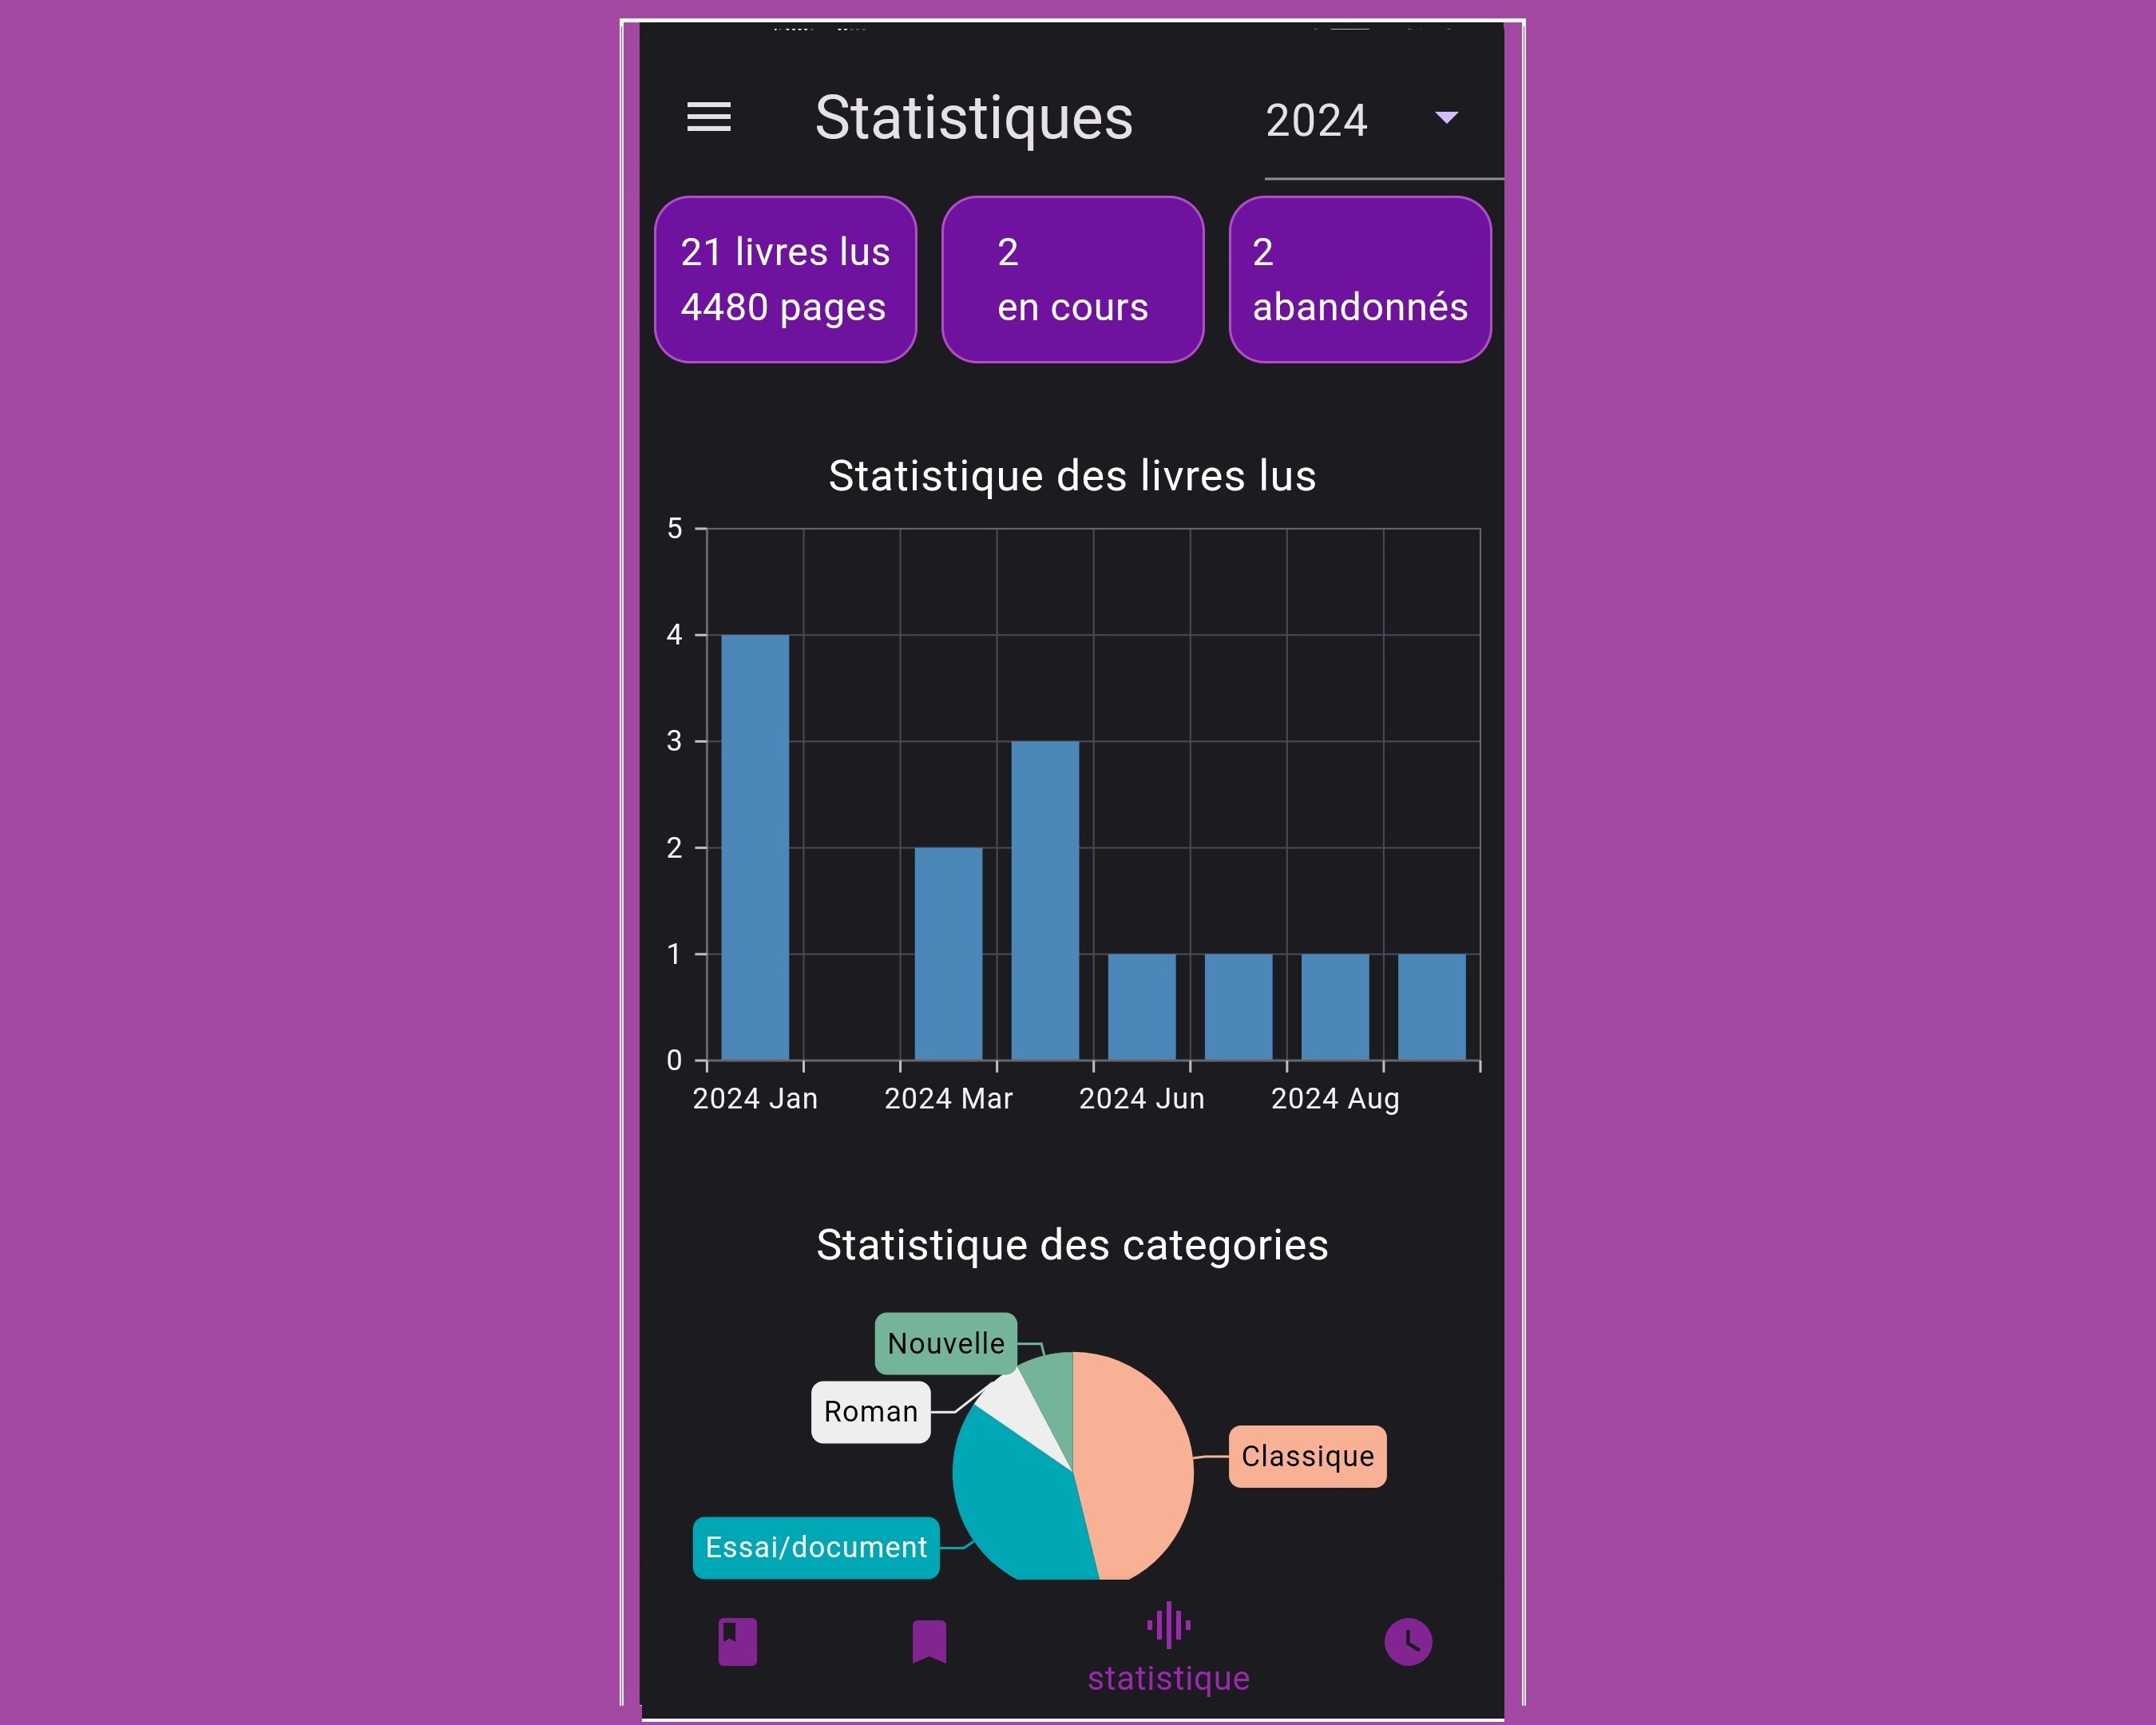 Statistiques
2024
21 livres lus
4480 pages
2
en cours
2
abandonnés
Statistique des livres lus
5
4
3
2
1
0
2024 Jan
2024 Mar
2024 Jun
2024 Aug
Statistique des categories
Nouvelle
Roman
Classique
Essai/document
statistique